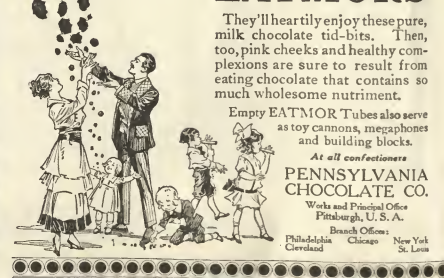 They'll heartily enjoy these pure,
milk chocolate tid-bits. Then,
too, pink cheeks and healthy com-
plexions are sure to result from
eating chocolate that contains so
much wholesome nutriment.
Empty EATMOR Tubes also serve
as toy cannons, megaphones
and building blocks.
At all confectioners
PENNSYLVANIA
CHOCOLATE CO.
Works and Principal Office
Pittsburgh, U. S. A.
Branch Offices:
Philadelphia Chicago New York
Cleveland St. Louis